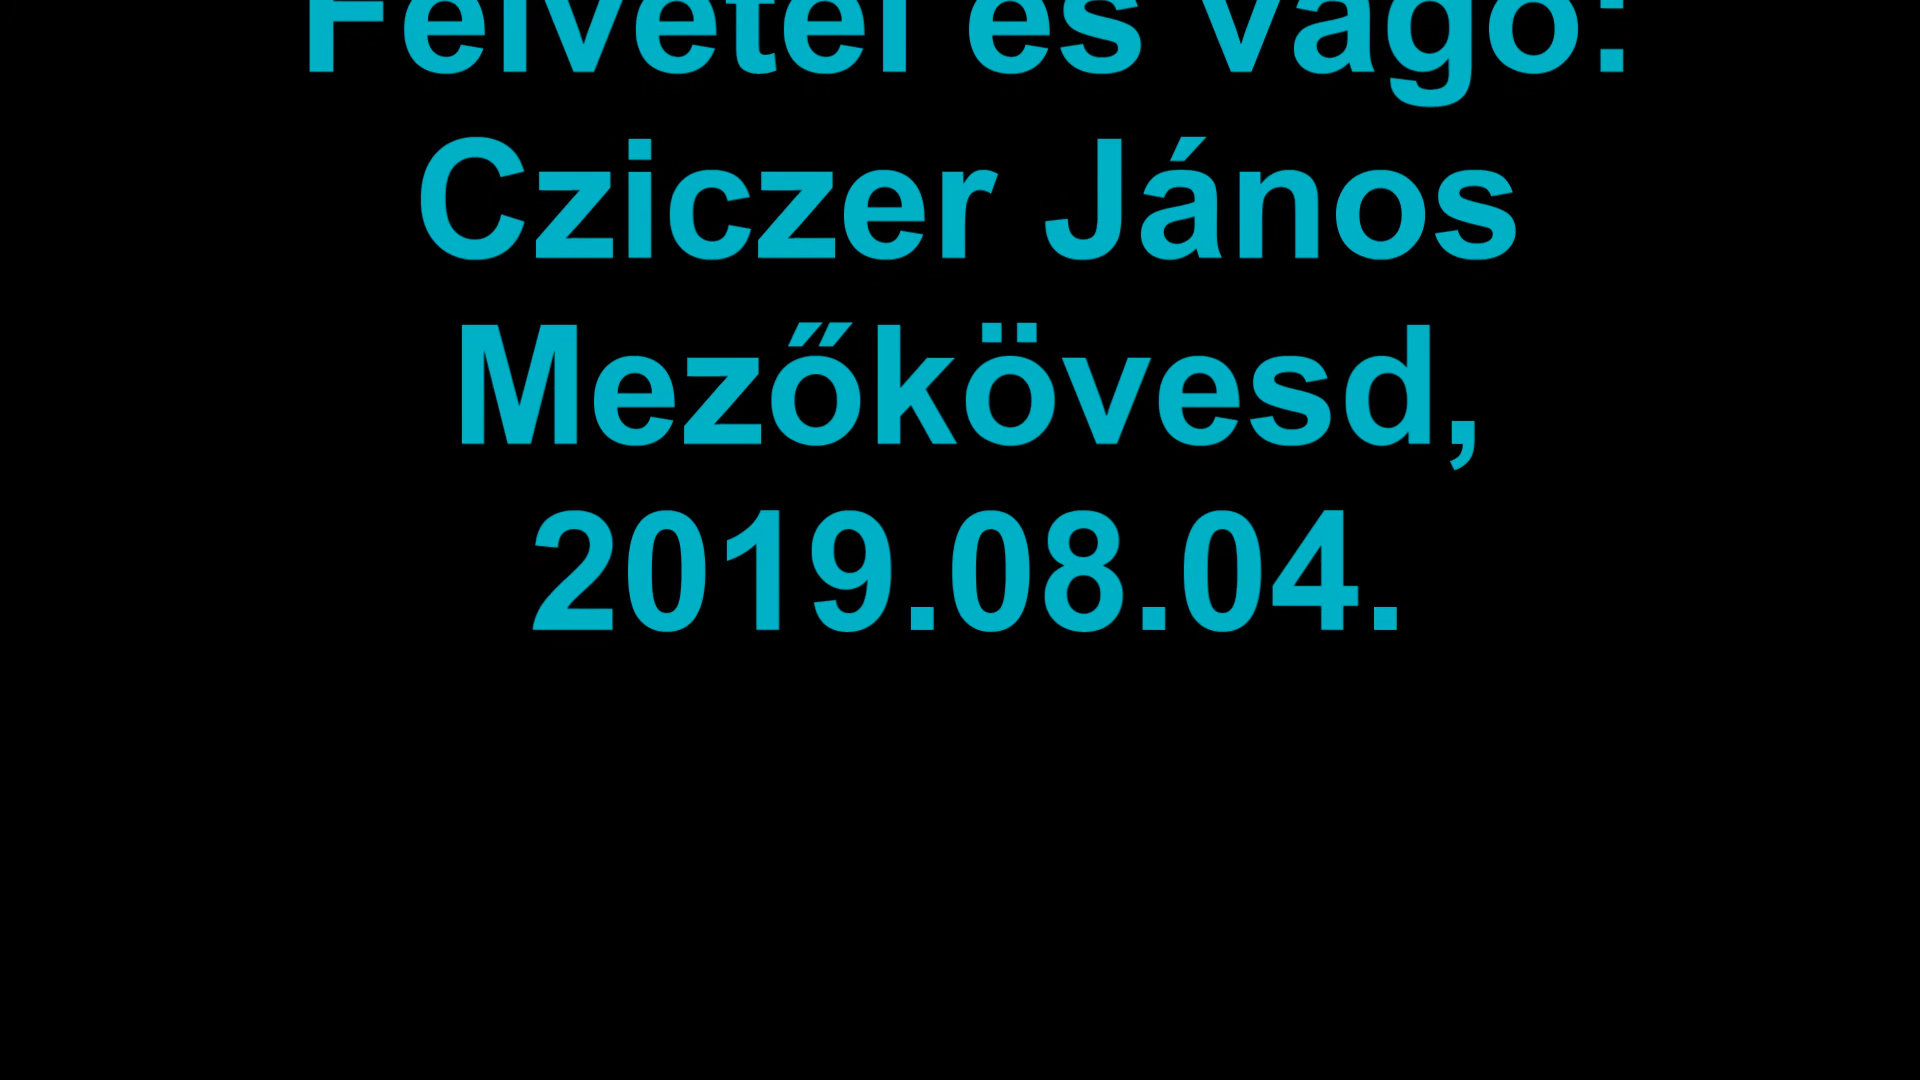 Felvétel és vágó:
Cziczer János
Mezőkövesd,
2019.08.04.